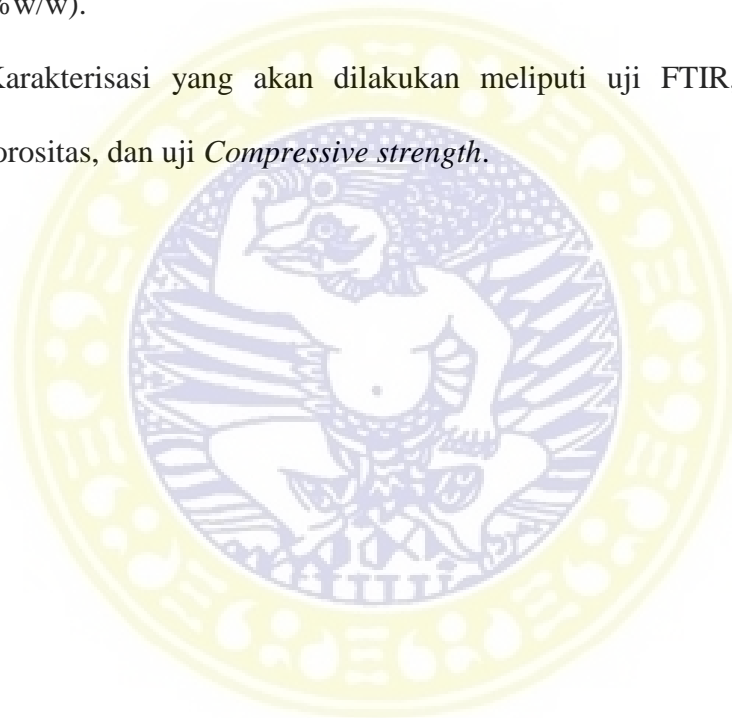 %w/w).
Karakterisasi yang akan dilakukan meliputi uji FTIR,
orositas, dan uji Compressive strength.